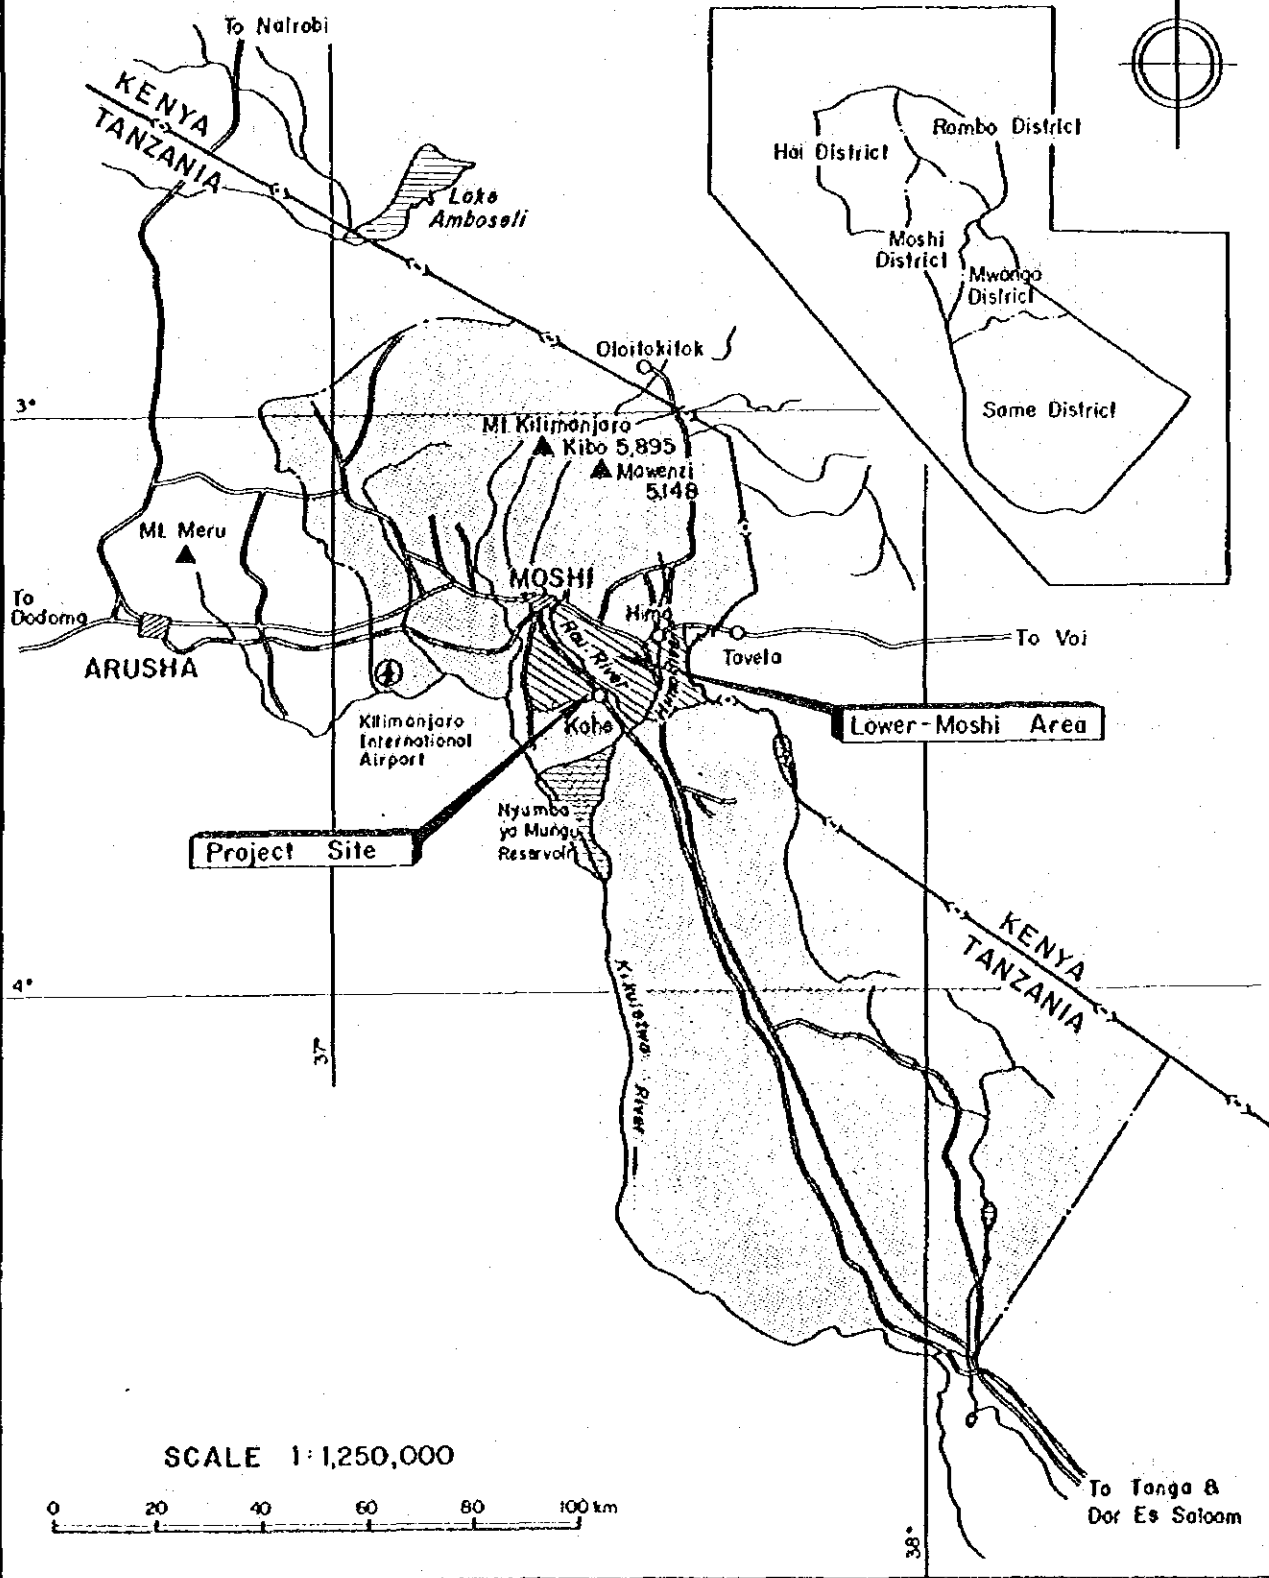 To Nairobi
KENYA
TANZANIA
Lake
Amboseli
Hai District
Rombo District
Moshi
District
Mwanga
District
Same District
Oloitokitok
3°
Mt. Kilimanjaro
Kibo 5,895
Mawenzi
5,148
Mt. Meru
MOSHI
To
Dodoma
Himo
Rau River
To Voi
Taveta
ARUSHA
Kilimanjaro
International
Airport
Kahe
Lower-Moshi Area
Nyumba
ya Mungu
Reservoir
Project Site
KENYA
TANZANIA
4°
Kikuletwa River
37°
SCALE 1:1,250,000
0 20 40 60 80 100 km
To Tanga &
Dar Es Salaam
38°